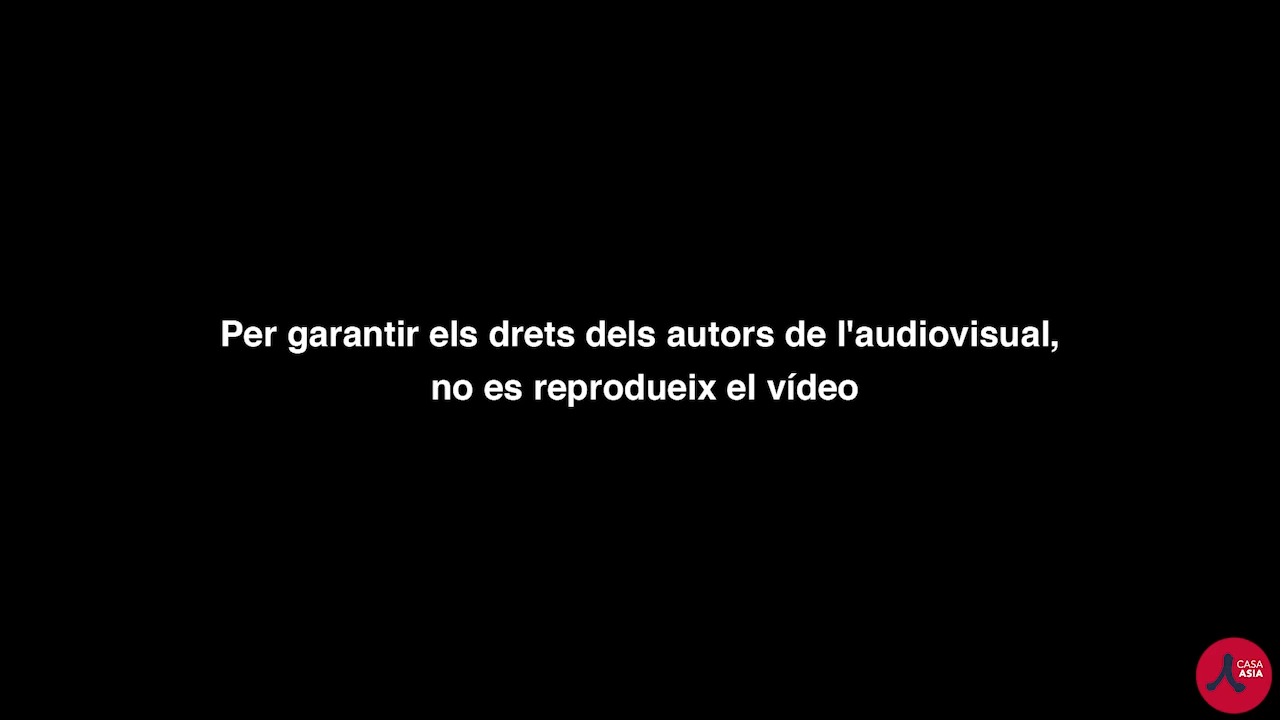 Per garantir els drets dels autors de l'audiovisual,
no es reprodueix el vídeo
CASA
ASIA